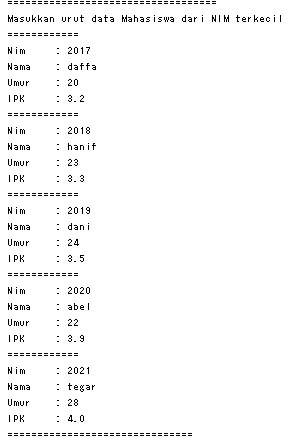 ===================================
Masukkan urut data Mahasiswa dari NIM terkecil
============
Nim : 2017
Nama : daffa
Umur : 20
IPK : 3.2
============
Nim : 2018
Nama : hanif
Umur : 23
IPK : 3.3
============
Nim : 2019
Nama : dani
Umur : 24
IPK : 3.5
============
Nim : 2020
Nama : abel
Umur : 22
IPK : 3.9
============
Nim : 2021
Nama : tegar
Umur : 28
IPK : 4.0
===============================